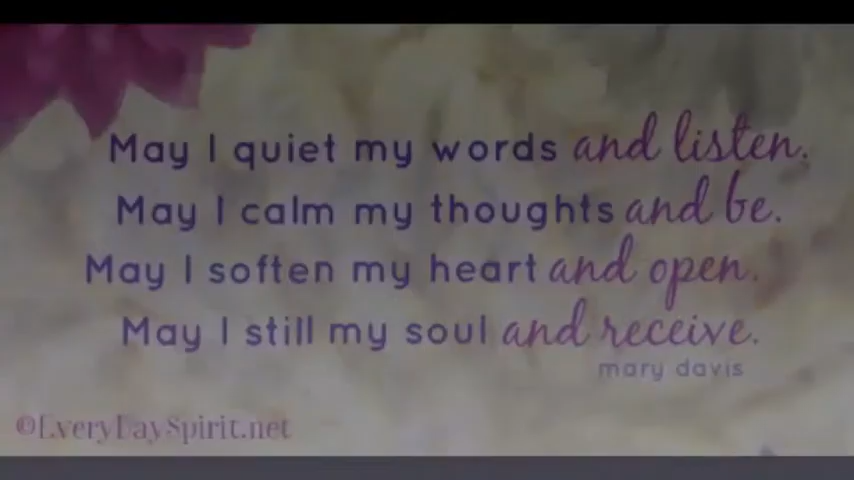 May I quiet my words and listen.
May I calm my thoughts and be.
May I soften my heart and open.
May I still my soul and receive.
mary davis
©EveryDaySpirit.net